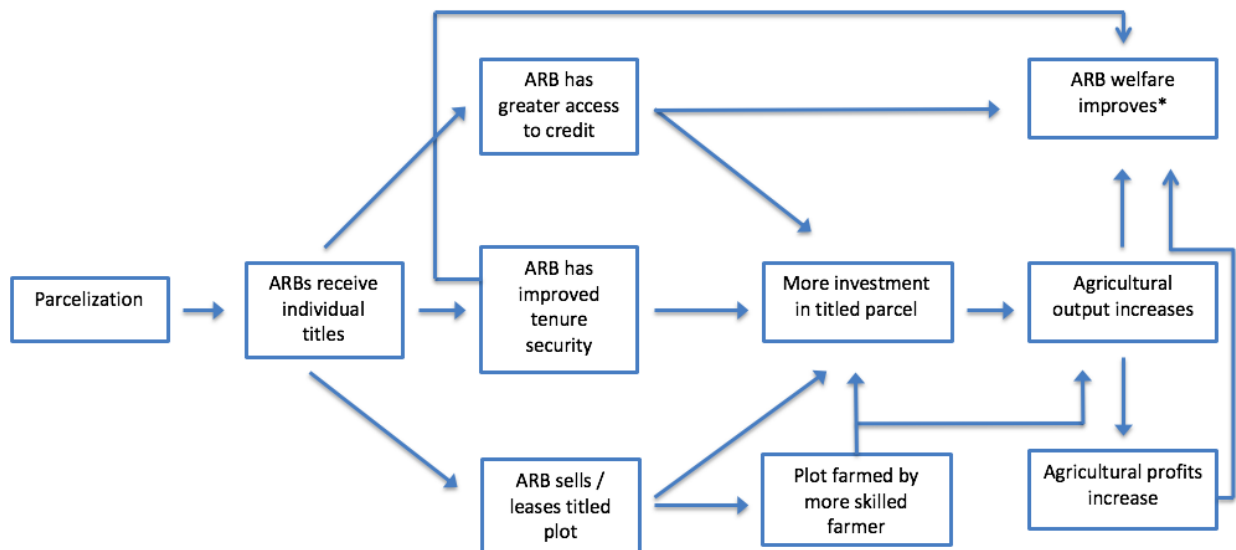 ARB has
greater access
to credit
ARB welfare
improves*
Parcelization
ARBs receive
individual
titles
ARB has
improved
tenure
security
More investment
in titled parcel
Agricultural
output increases
ARB sells /
leases titled
plot
Plot farmed by
more skilled
farmer
Agricultural profits
increase